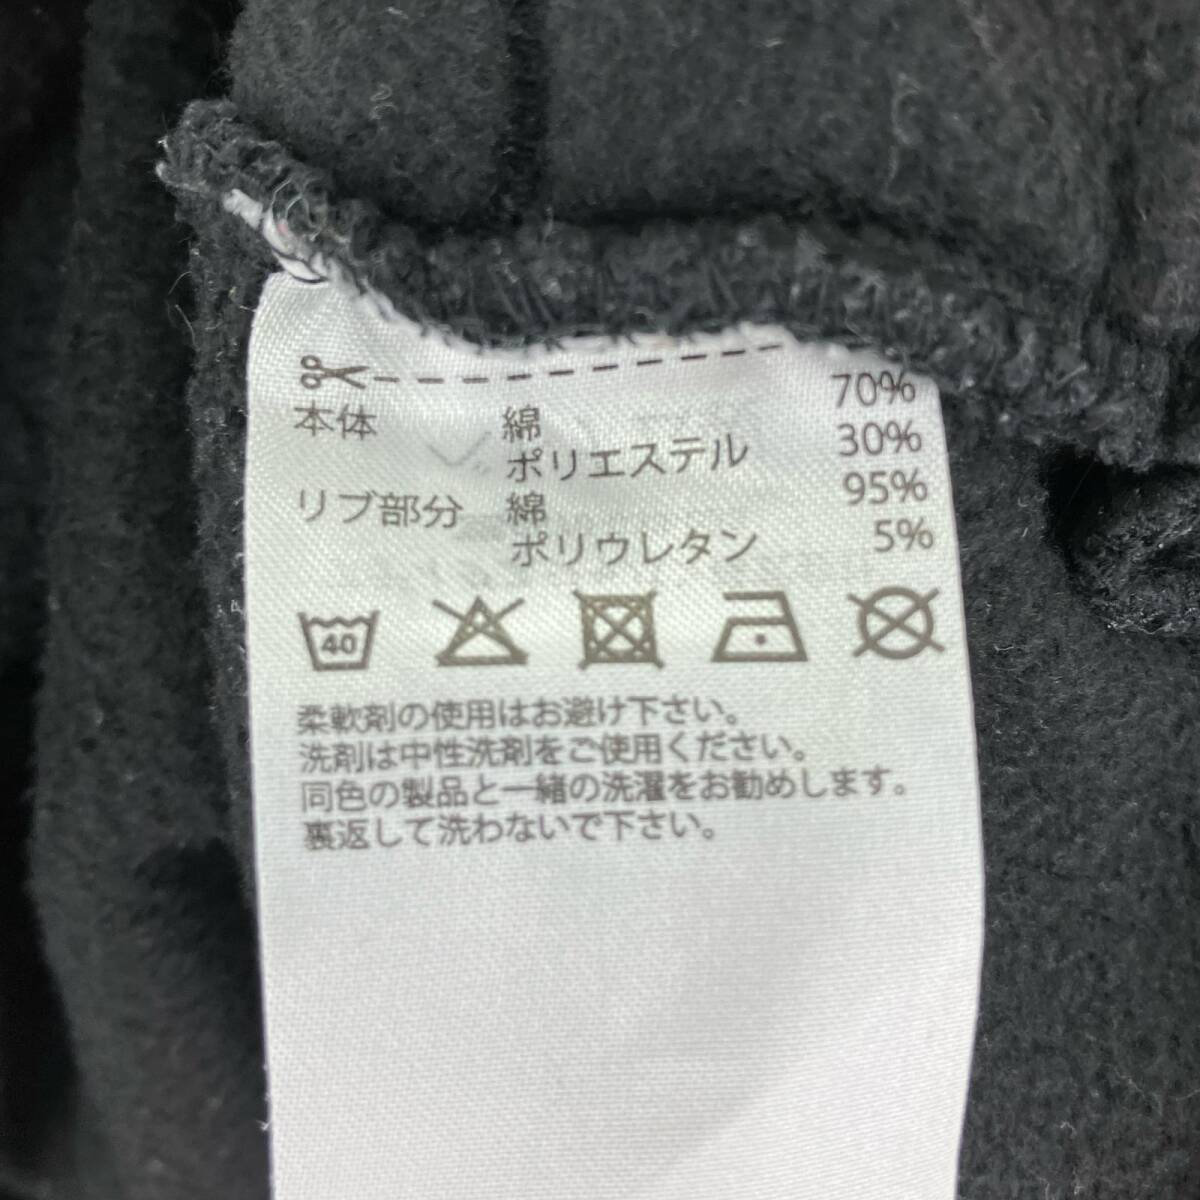 本体 綿 70%
ポリエステル 30%
リブ部分 綿 95%
ポリウレタン 5%
40
柔軟剤の使用はお避け下さい。
洗剤は中性洗剤をご使用ください。
同色の製品と一緒の洗濯をお勧めします。
裏返して洗わないで下さい。